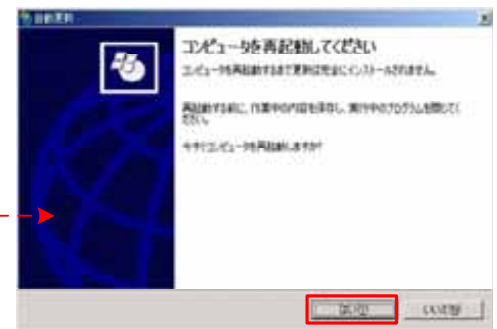 自動更新
コンピュータを再起動してください
コンピュータを再起動するまで更新は完全にインストールされません。
再起動する前に、作業中の内容を保存し、実行中のプログラムを閉じてく
ださい。
今すぐコンピュータを再起動しますか?
はい(Y)
いいえ(N)